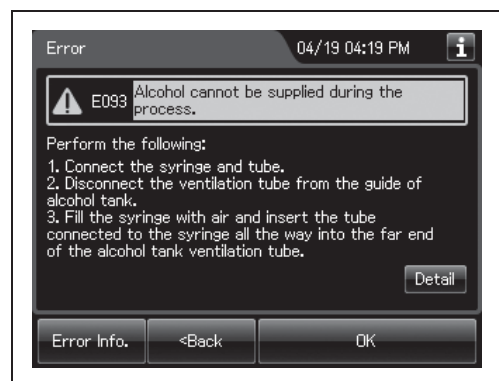 Error
04/19 04:19 PM
i
E093
Alcohol cannot be supplied during the
process.
Perform the following:
1. Connect the syringe and tube.
2. Disconnect the ventilation tube from the guide of
alcohol tank.
3. Fill the syringe with air and insert the tube
connected to the syringe all the way into the far end
of the alcohol tank ventilation tube.
Detail
Error Info.
<Back
OK